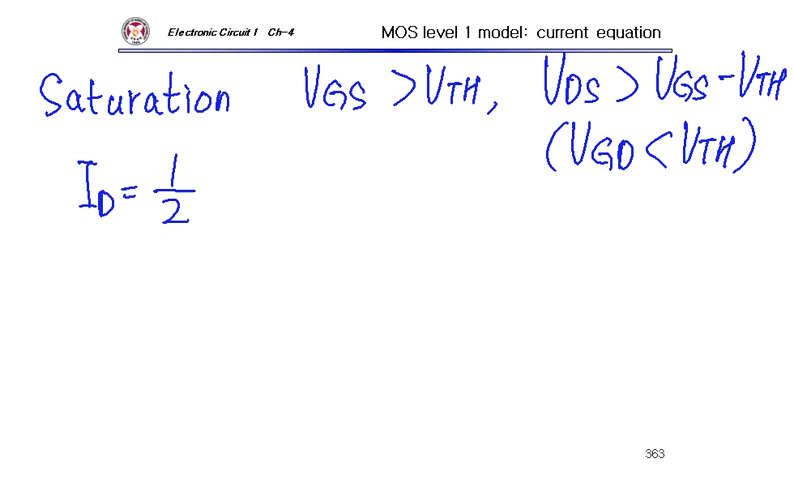 Electronic Circuit 1 Ch-4 MOS level 1 model: current equation
Saturation VGS > VTH, VDS > VGS - VTH
(VGD < VTH)
ID = 1/2
363